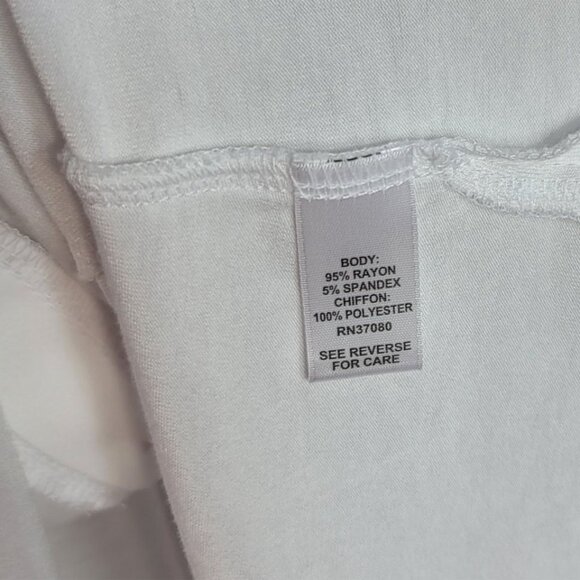 BODY:
95% RAYON
5% SPANDEX
CHIFFON:
100% POLYESTER
RN37080
SEE REVERSE
FOR CARE